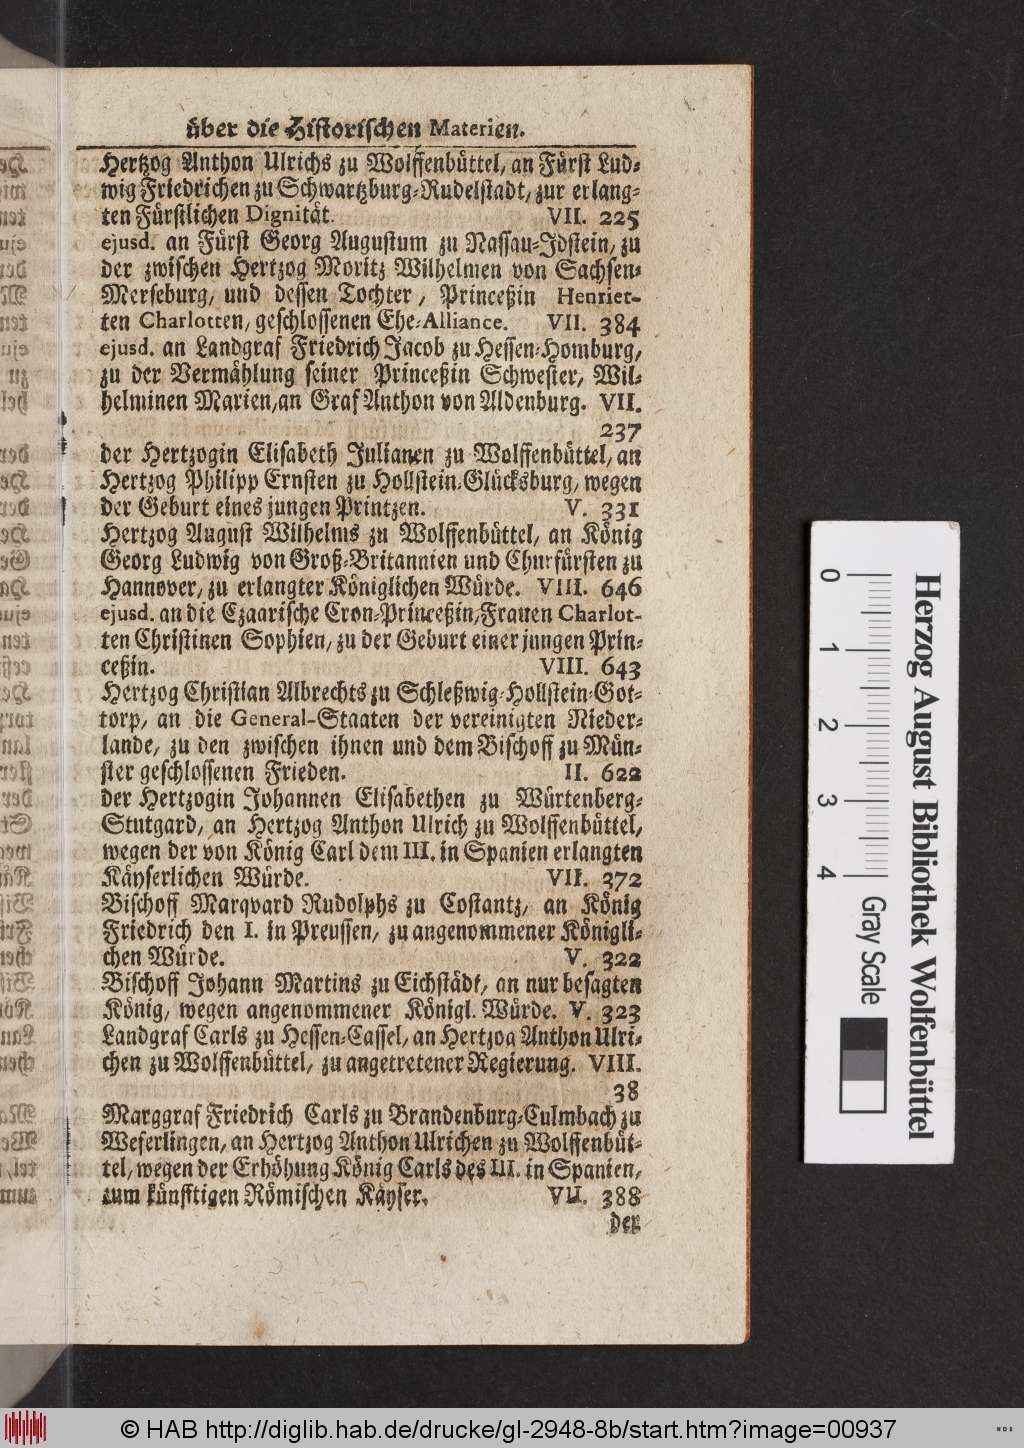 über die Historischen Materien.
Hertzog Anthon Ulrichs zu Wolffenbüttel, an Fürst Lud-
wig Friedrichen zu Schwartzburg-Rudelstadt, zur erlang-
ten Fürstlichen Dignität. VII. 225
ejusd. an Fürst Georg Augustum zu Nassau-Idstein, zu
der zwischen Hertzog Moritz Wilhelmen von Sachsen-
Merseburg, und dessen Tochter, Princeßin Henriet-
ten Charlotten, geschlossenen Ehe-Alliance. VII. 384
ejusd. an Landgraf Friedrich Jacob zu Hessen-Homburg,
zu der Vermählung seiner Princeßin Schwester, Wil-
helminen Marien, an Graf Anthon von Aldenburg. VII.
237
der Hertzogin Elisabeth Julianen zu Wolffenbüttel, an
Hertzog Philipp Ernsten zu Hollstein-Glücksburg, wegen
der Geburt eines jungen Printzen. V. 331
Hertzog August Wilhelms zu Wolffenbüttel, an König
Georg Ludwig von Groß-Britannien und Churfürsten zu
Hannover, zu erlangter Königlichen Würde. VIII. 646
ejusd. an die Czaarische Cron-Princeßin, Frauen Charlot-
ten Christinen Sophien, zu der Geburt einer jungen Prin-
ceßin. VIII. 643
Hertzog Christian Albrechts zu Schleßwig-Hollstein-Got-
torp, an die General-Staaten der vereinigten Nieder-
lande, zu den zwischen ihnen und dem Bischoff zu Mün-
ster geschlossenen Frieden. II. 622
der Hertzogin Johannen Elisabethen zu Würtenberg-
Stutgard, an Hertzog Anthon Ulrich zu Wolffenbüttel,
wegen der von König Carl dem III. in Spanien erlangten
Käyserlichen Würde. VII. 372
Bischoff Marqvard Rudolphs zu Costantz, an König
Friedrich den I. in Preussen, zu angenommener Königli-
chen Würde. V. 322
Bischoff Johann Martins zu Eichstädt, an nur besagten
König, wegen angenommener Königl. Würde. V. 323
Landgraf Carls zu Hessen-Cassel, an Hertzog Anthon Ulri-
chen zu Wolffenbüttel, zu angetretener Regierung. VIII.
38
Marggraf Friedrich Carls zu Brandenburg-Culmbach zu
Weferlingen, an Hertzog Anthon Ulrichen zu Wolffenbüt-
tel, wegen der Erhöhung König Carls des III. in Spanien,
zum künfftigen Römischen Käyser. VII. 388
der
0 1 2 3 4
Herzog August Bibliothek Wolfenbüttel
Gray Scale
© HAB http://diglib.hab.de/drucke/gl-2948-8b/start.htm?image=00937